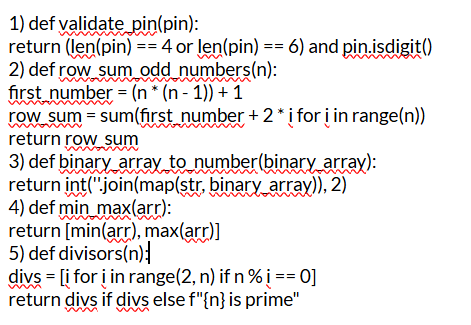 1) def validate_pin(pin):
return (len(pin) == 4 or len(pin) == 6) and pin.isdigit()
2) def row_sum_odd_numbers(n):
first_number = (n * (n - 1)) + 1
row_sum = sum(first_number + 2 * i for i in range(n))
return row_sum
3) def binary_array_to_number(binary_array):
return int(''.join(map(str, binary_array)), 2)
4) def min_max(arr):
return [min(arr), max(arr)]
5) def divisors(n):
divs = [i for i in range(2, n) if n % i == 0]
return divs if divs else f"{n} is prime"